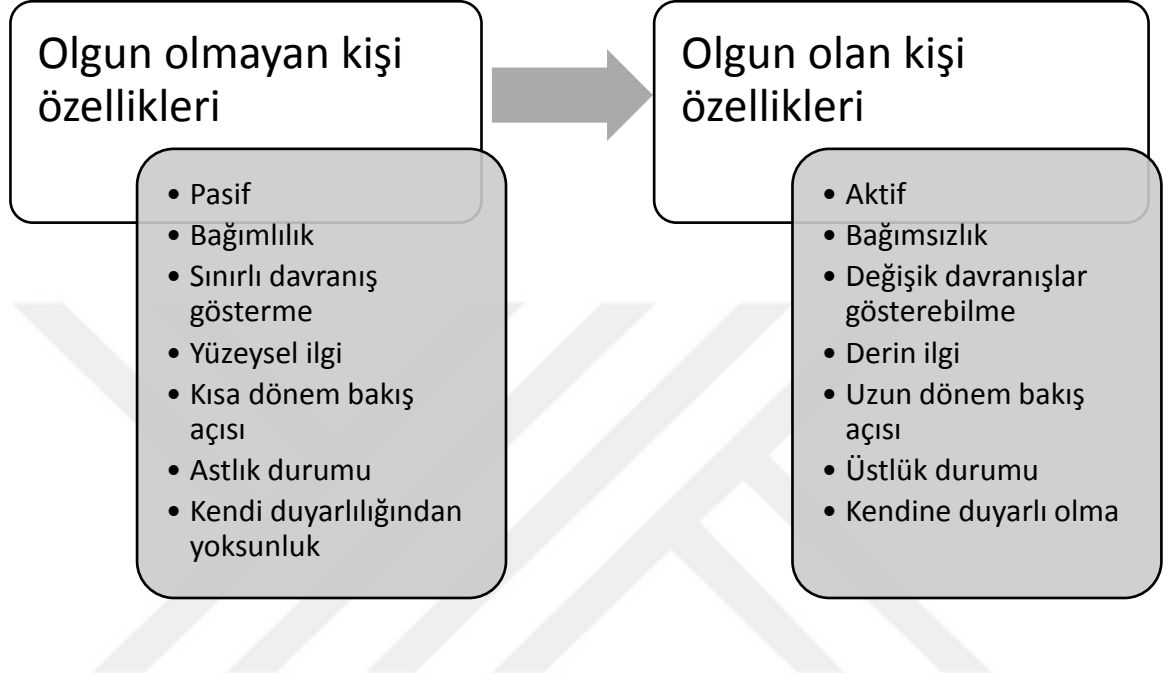 Olgun olmayan kişi
özellikleri
• Pasif
• Bağımlılık
• Sınırlı davranış
gösterme
• Yüzeysel ilgi
• Kısa dönem bakış
açısı
• Astlık durumu
• Kendi duyarlılığından
yoksunluk
Olgun olan kişi
özellikleri
• Aktif
• Bağımsızlık
• Değişik davranışlar
gösterebilme
• Derin ilgi
• Uzun dönem bakış
açısı
• Üstlük durumu
• Kendine duyarlı olma